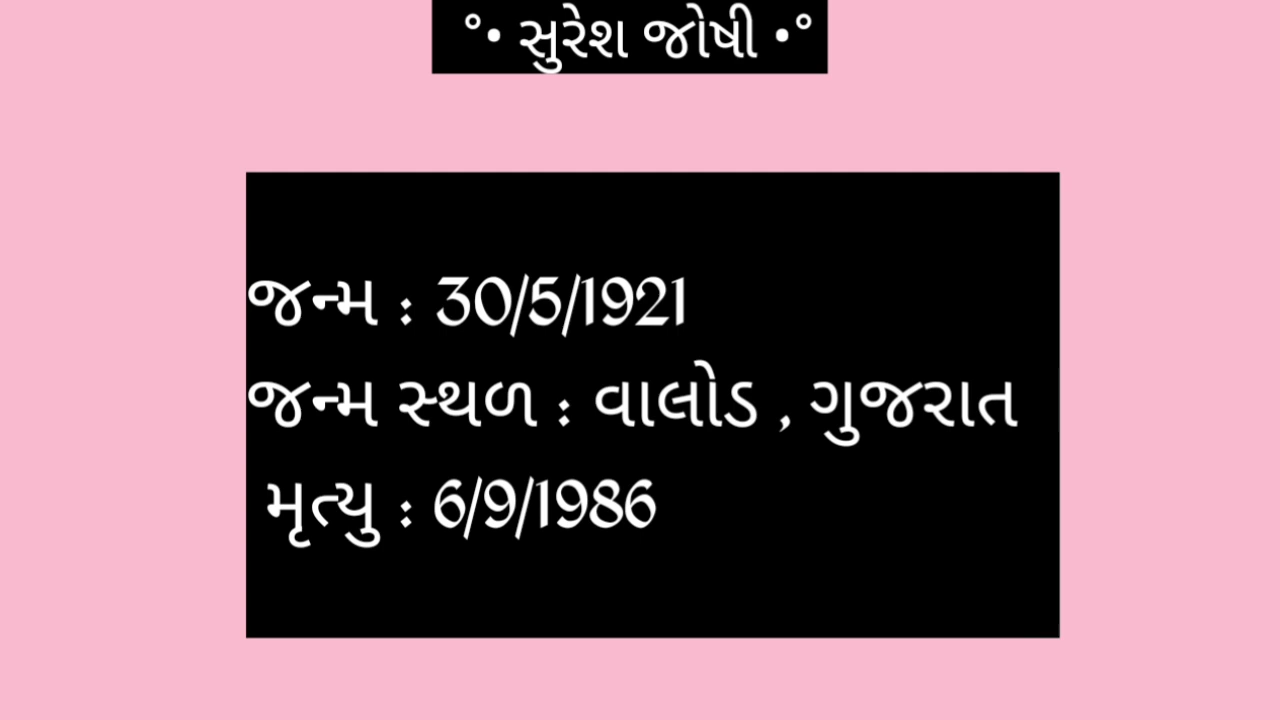 °• સુરેશ જોષી •°
જન્મ : 30/5/1921
જન્મ સ્થળ : વાલોડ , ગુજરાત
મૃત્યુ : 6/9/1986